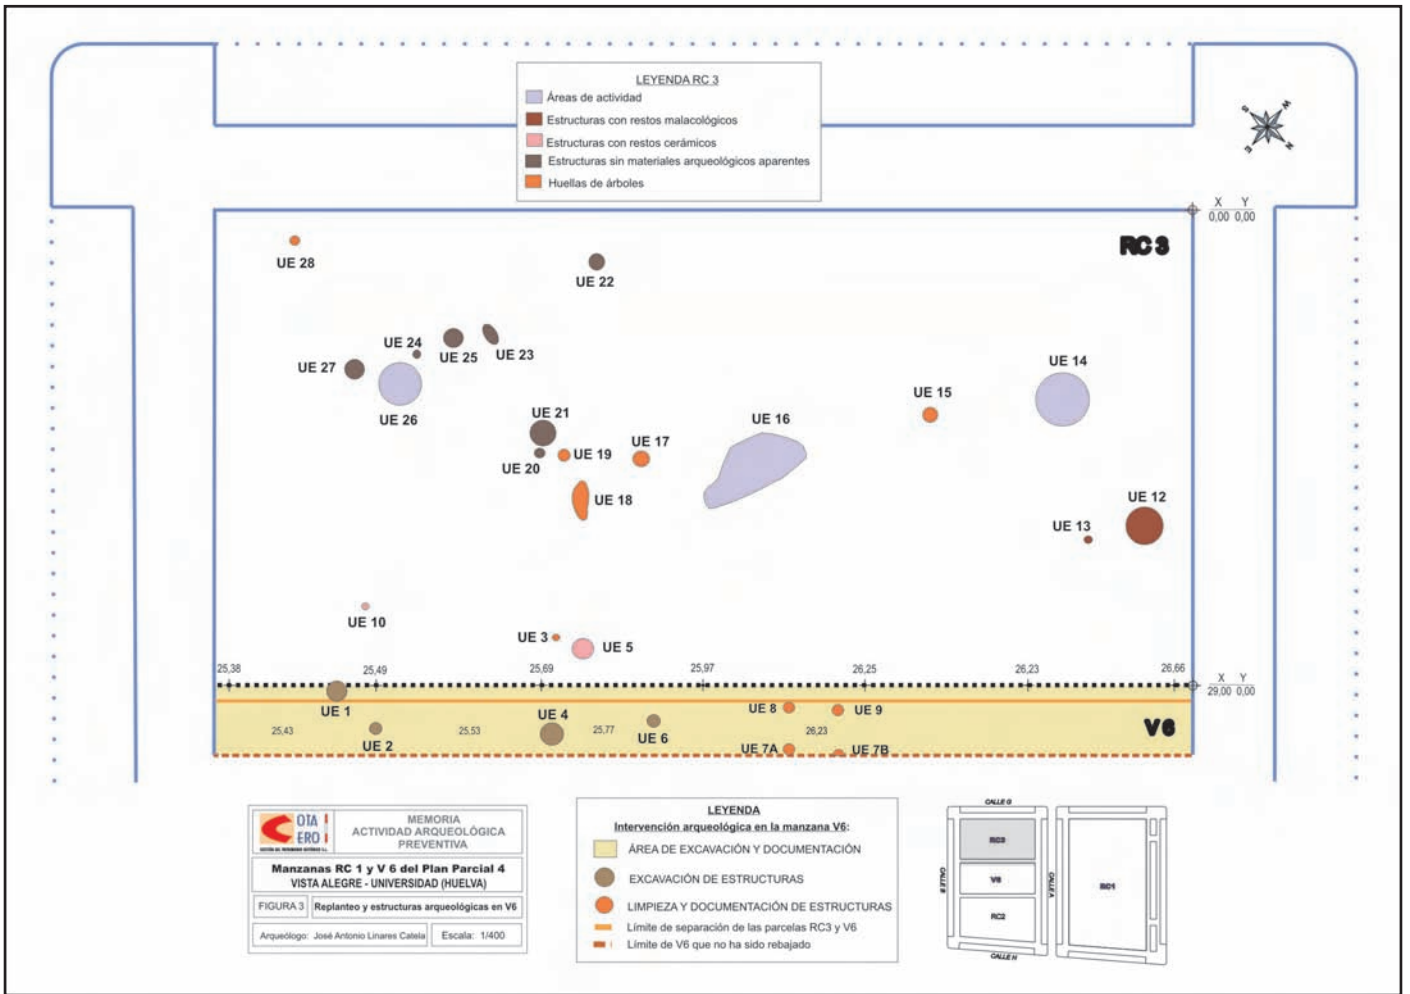 LEYENDA RC 3
Áreas de actividad
Estructuras con restos malacológicos
Estructuras con restos cerámicos
Estructuras sin materiales arqueológicos aparentes
Huellas de árboles
S W
E N
X Y
0,00 0,00
RC 3
UE 28
UE 22
UE 24
UE 25
UE 23
UE 27
UE 26
UE 14
UE 15
UE 21
UE 16
UE 17
UE 19
UE 20
UE 18
UE 12
UE 13
UE 10
UE 3
UE 5
25,38
25,49
25,69
25,97
26,25
26,23
26,66
X Y
29,00 0,00
UE 1
UE 4
UE 8
UE 9
V6
25,43
25,53
25,77
26,23
UE 2
UE 6
UE 7A
UE 7B
OTA
ERO
MEMORIA
ACTIVIDAD ARQUEOLÓGICA
PREVENTIVA
Manzanas RC 1 y V 6 del Plan Parcial 4
VISTA ALEGRE - UNIVERSIDAD (HUELVA)
FIGURA 3 Replanteo y estructuras arqueológicas en V6
Arqueólogo: José Antonio Linares Catela Escala: 1/400
LEYENDA
Intervención arqueológica en la manzana V6:
ÁREA DE EXCAVACIÓN Y DOCUMENTACIÓN
EXCAVACIÓN DE ESTRUCTURAS
LIMPIEZA Y DOCUMENTACIÓN DE ESTRUCTURAS
Límite de separación de las parcelas RC3 y V6
Límite de V6 que no ha sido rebajado
CALLE G
RC3
V6
RC2
RC1
CALLE A
CALLE H